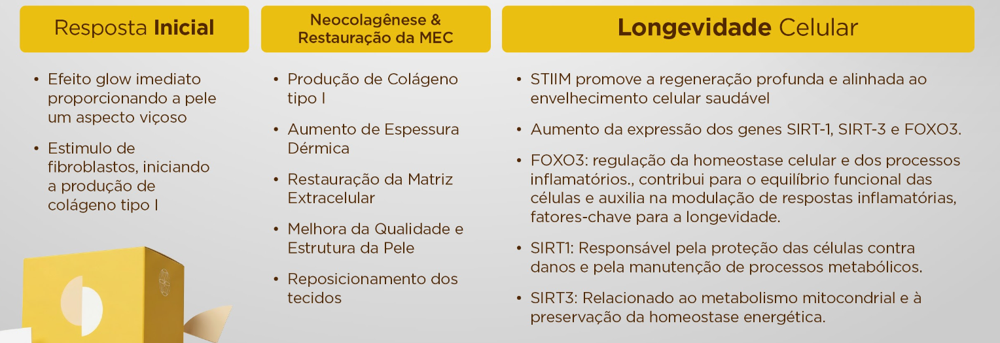 Resposta Inicial
• Efeito glow imediato
proporcionando a pele
um aspecto viçoso
• Estimulo de
fibroblastos, iniciando
a produção de
colágeno tipo I
Neocolagênese &
Restauração da MEC
• Produção de Colágeno
tipo I
• Aumento de Espessura
Dérmica
• Restauração da Matriz
Extracelular
• Melhora da Qualidade e
Estrutura da Pele
• Reposicionamento dos
tecidos
Longevidade Celular
• STIIM promove a regeneração profunda e alinhada ao
envelhecimento celular saudável
• Aumento da expressão dos genes SIRT-1, SIRT-3 e FOXO3.
• FOXO3: regulação da homeostase celular e dos processos
inflamatórios., contribui para o equilíbrio funcional das
células e auxilia na modulação de respostas inflamatórias,
fatores-chave para a longevidade.
• SIRT1: Responsável pela proteção das células contra
danos e pela manutenção de processos metabólicos.
• SIRT3: Relacionado ao metabolismo mitocondrial e à
preservação da homeostase energética.